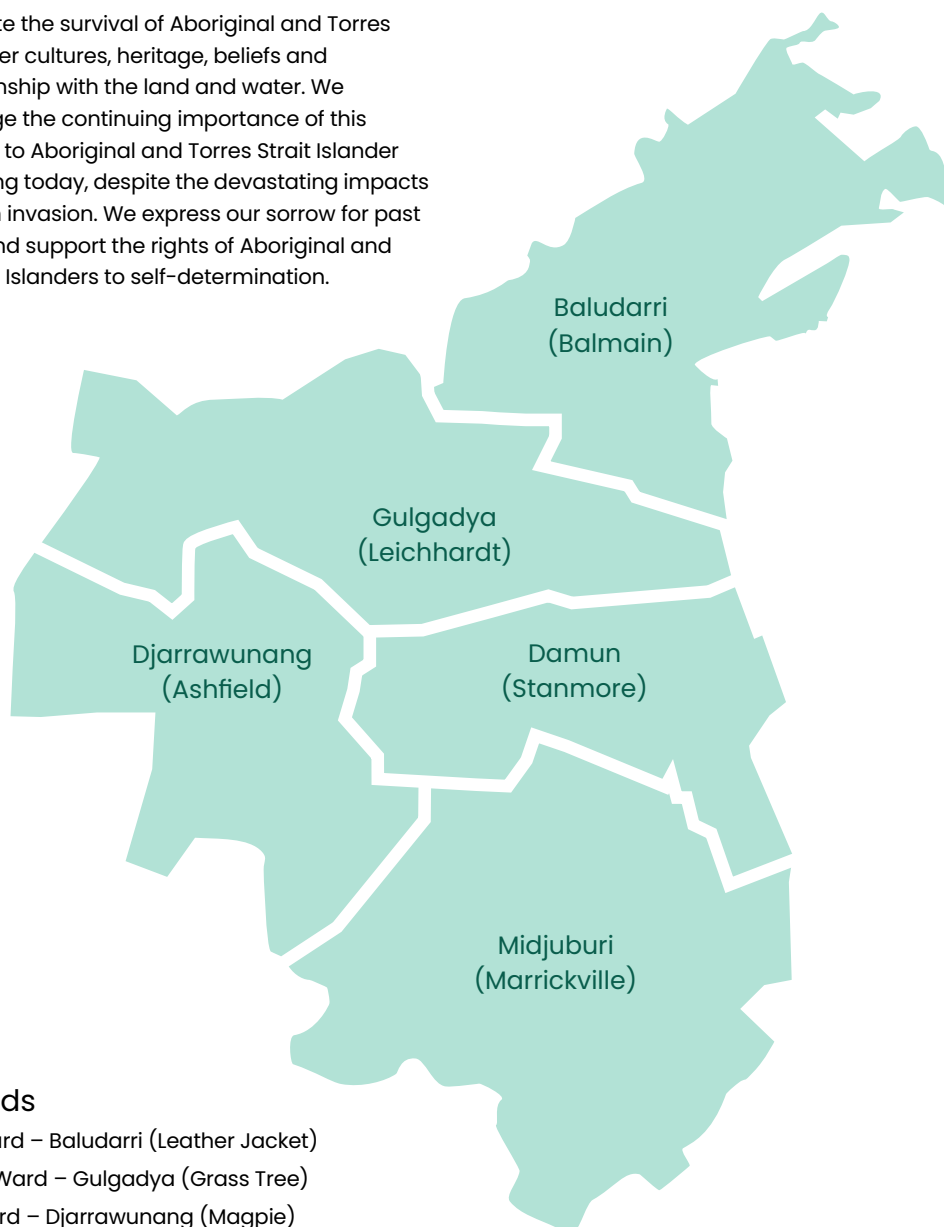 te the survival of Aboriginal and Torres
er cultures, heritage, beliefs and
nship with the land and water. We
ge the continuing importance of this
to Aboriginal and Torres Strait Islander
ng today, despite the devastating impacts
invasion. We express our sorrow for past
nd support the rights of Aboriginal and
Islanders to self-determination.
Baludarri
(Balmain)
Gulgadya
(Leichhardt)
Djarrawunang
(Ashfield)
Damun
(Stanmore)
Midjuburi
(Marrickville)
ds
rd – Baludarri (Leather Jacket)
Ward – Gulgadya (Grass Tree)
rd – Djarrawunang (Magpie)